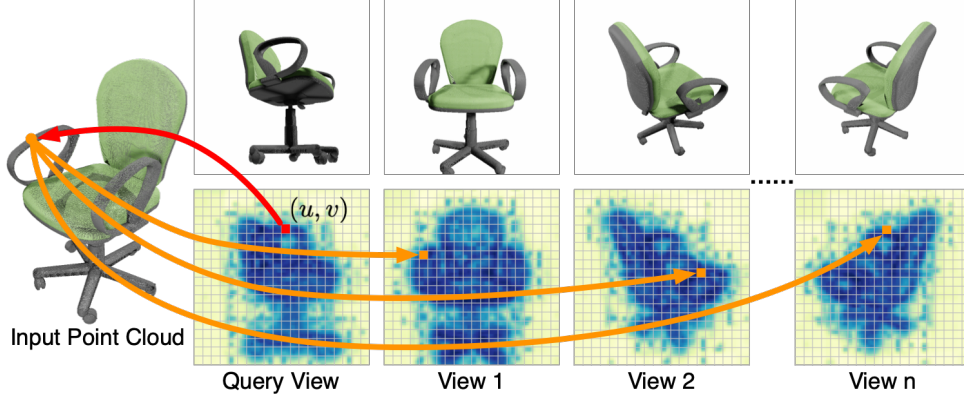 (u, v)
......
Input Point Cloud
Query View
View 1
View 2
View n